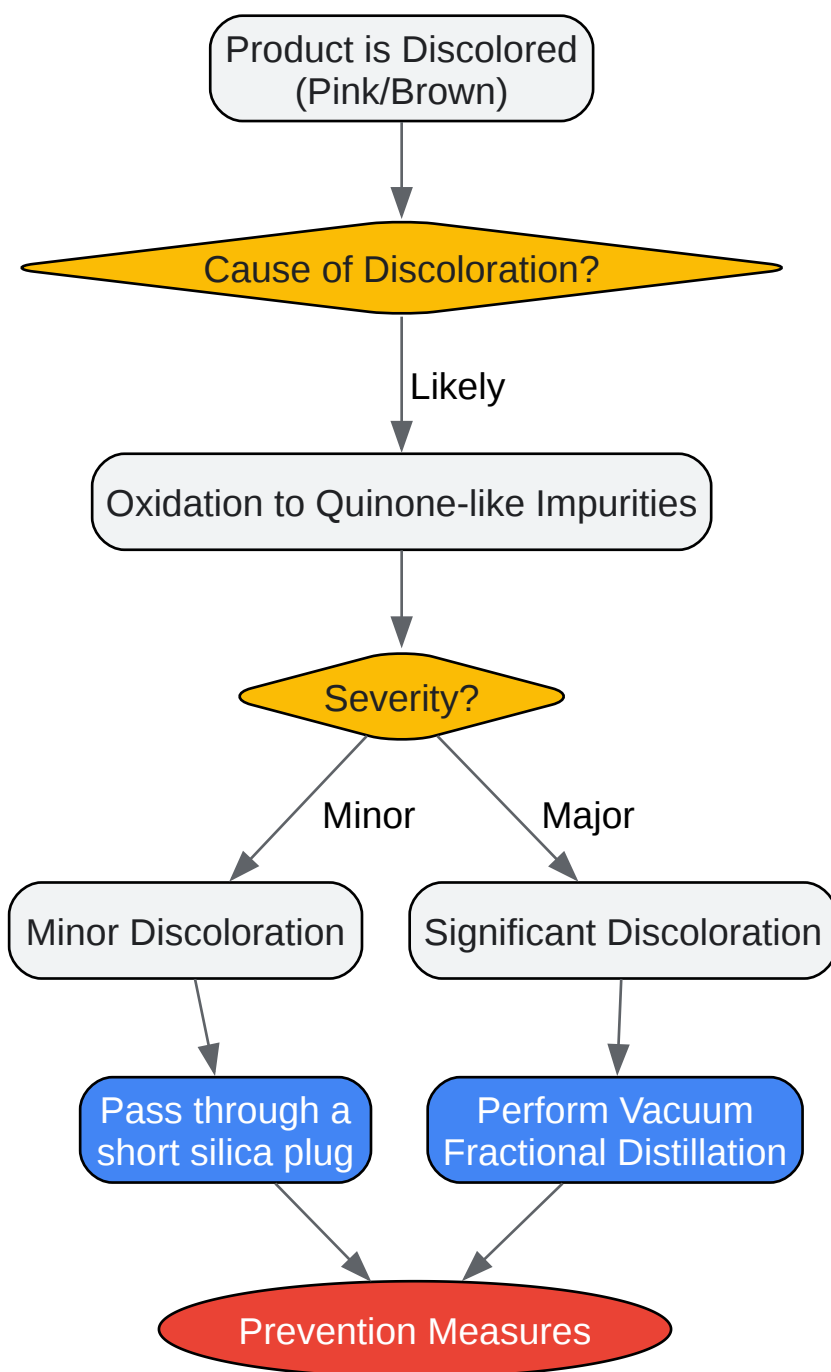 Product is Discolored
(Pink/Brown)
Cause of Discoloration?
Likely
Oxidation to Quinone-like Impurities
Severity?
Minor
Major
Minor Discoloration
Significant Discoloration
Pass through a
short silica plug
Perform Vacuum
Fractional Distillation
Prevention Measures